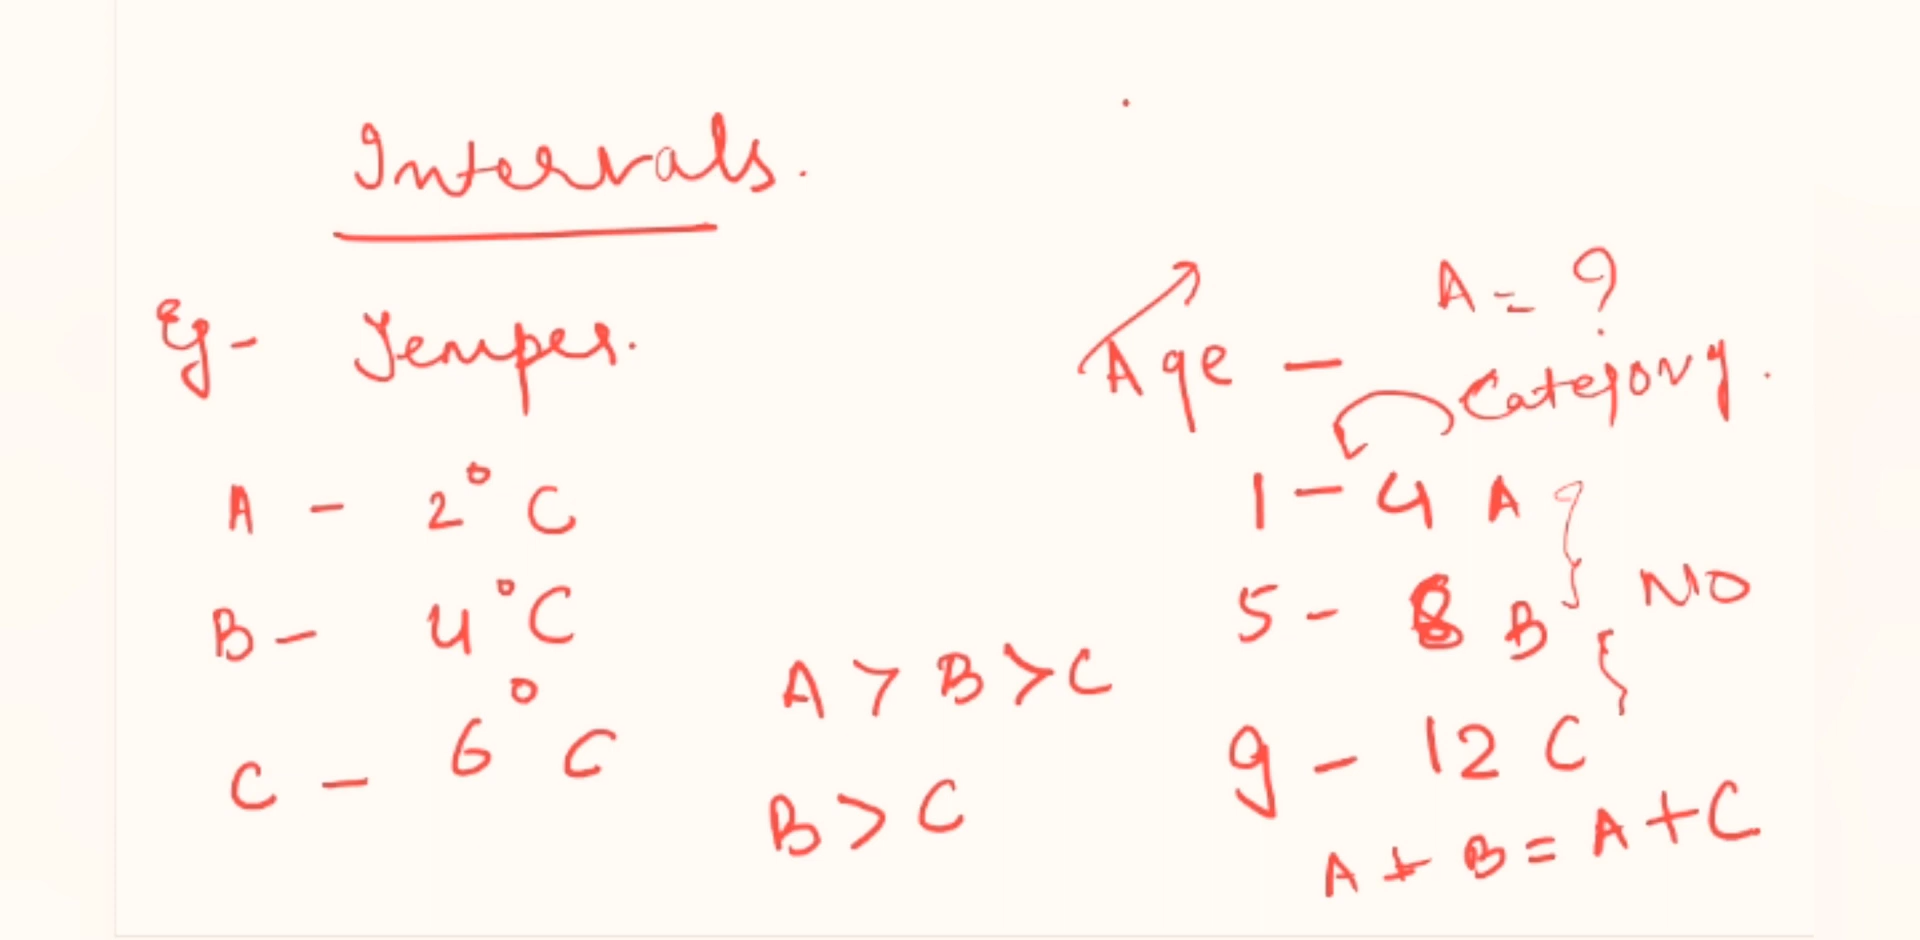 Intervals.
Eg- Temper.
A - 2°C
B - 4°C
C - 6°C
A > B > C
B > C
A = ?
Age - Category.
1-4 A
5-8 B
NO
9-12 C
A + B = A + C